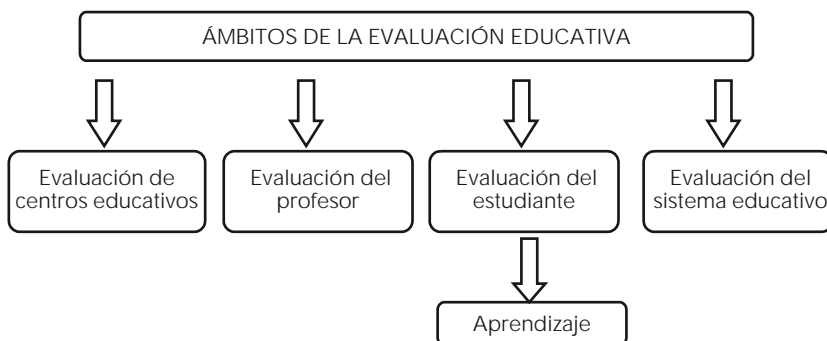 ÁMBITOS DE LA EVALUACIÓN EDUCATIVA
Evaluación de
centros educativos
Evaluación del
profesor
Evaluación del
estudiante
Evaluación del
sistema educativo
Aprendizaje